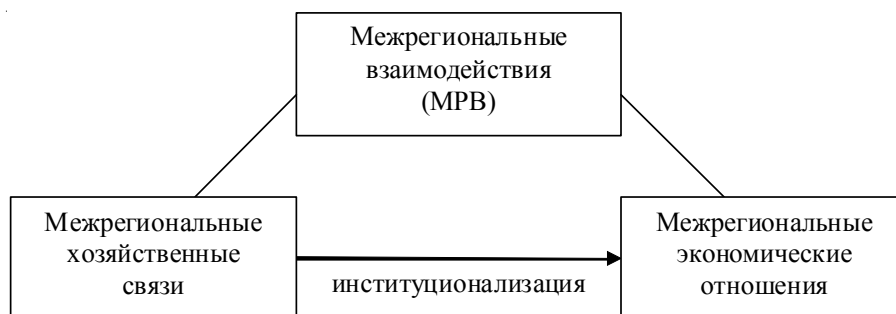 Межрегиональные
взаимодействия
(МРВ)
Межрегиональные
хозяйственные
связи
институционализация
Межрегиональные
экономические
отношения